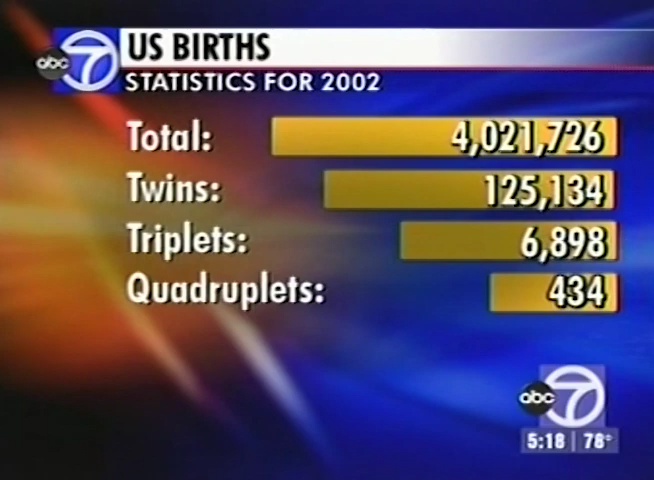 abc 7 US BIRTHS
STATISTICS FOR 2002
Total: 4,021,726
Twins: 125,134
Triplets: 6,898
Quadruplets: 434
abc 7
5:18 78°